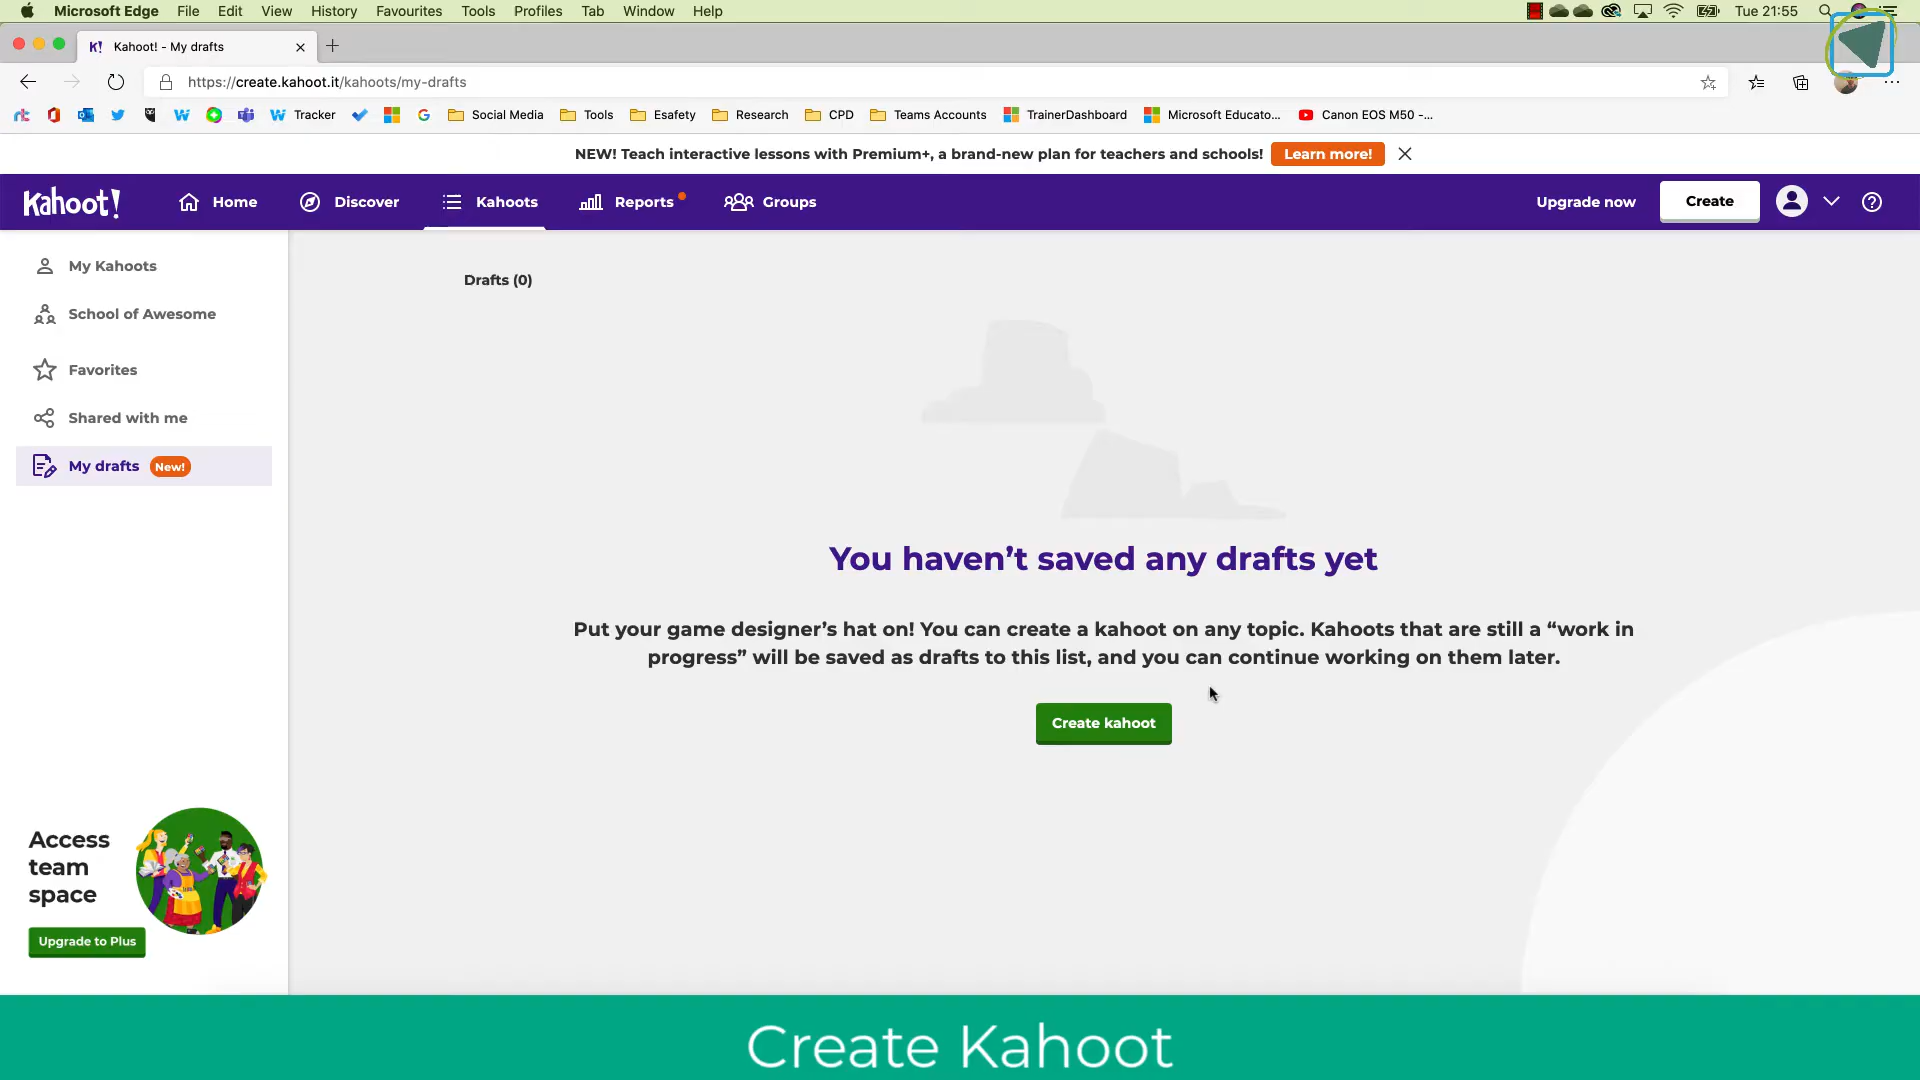 Microsoft Edge File Edit View History Favourites Tools Profiles Tab Window Help Tue 21:55
K! Kahoot! - My drafts
https://create.kahoot.it/kahoots/my-drafts
Tracker Social Media Tools Esafety Research CPD Teams Accounts TrainerDashboard Microsoft Educato... Canon EOS M50 -...
NEW! Teach interactive lessons with Premium+, a brand-new plan for teachers and schools! Learn more!
Kahoot! Home Discover Kahoots Reports Groups Upgrade now Create
My Kahoots
School of Awesome
Favorites
Shared with me
My drafts New!
Drafts (0)
You haven’t saved any drafts yet
Put your game designer’s hat on! You can create a kahoot on any topic. Kahoots that are still a “work in
progress” will be saved as drafts to this list, and you can continue working on them later.
Create kahoot
Access
team
space
Upgrade to Plus
Create Kahoot